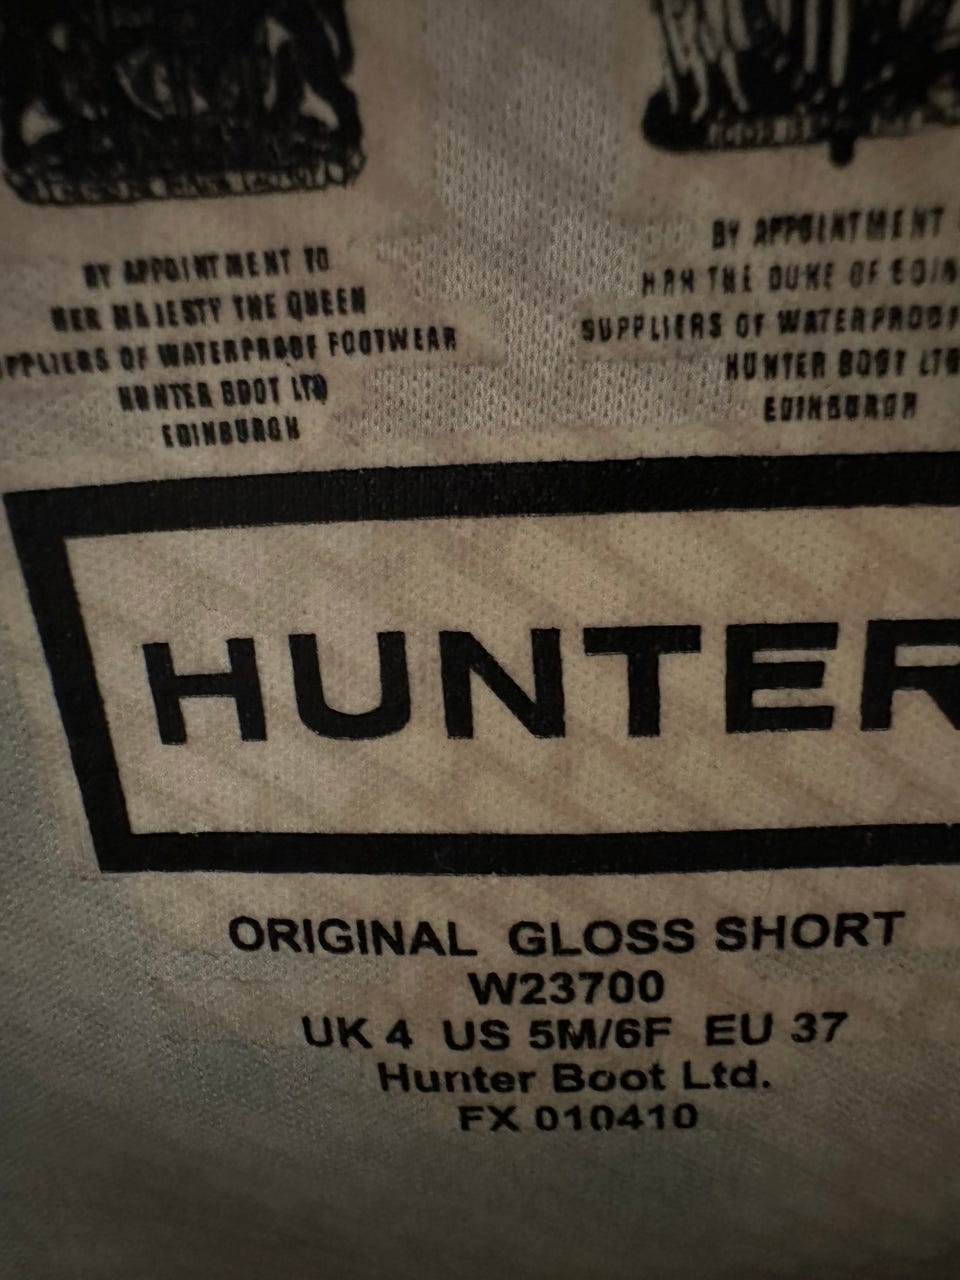 BY APPOINTMENT TO
HER MAJESTY THE QUEEN
PPLIERS OF WATERPROOF FOOTWEAR
HUNTER BOOT LTD
EDINBURGH
BY APPOINTMENT
HRH THE DUKE OF EDIN
SUPPLIERS OF WATERPROOF
HUNTER BOOT LTD
EDINBURGH
HUNTER
ORIGINAL GLOSS SHORT
W23700
UK 4 US 5M/6F EU 37
Hunter Boot Ltd.
FX 010410